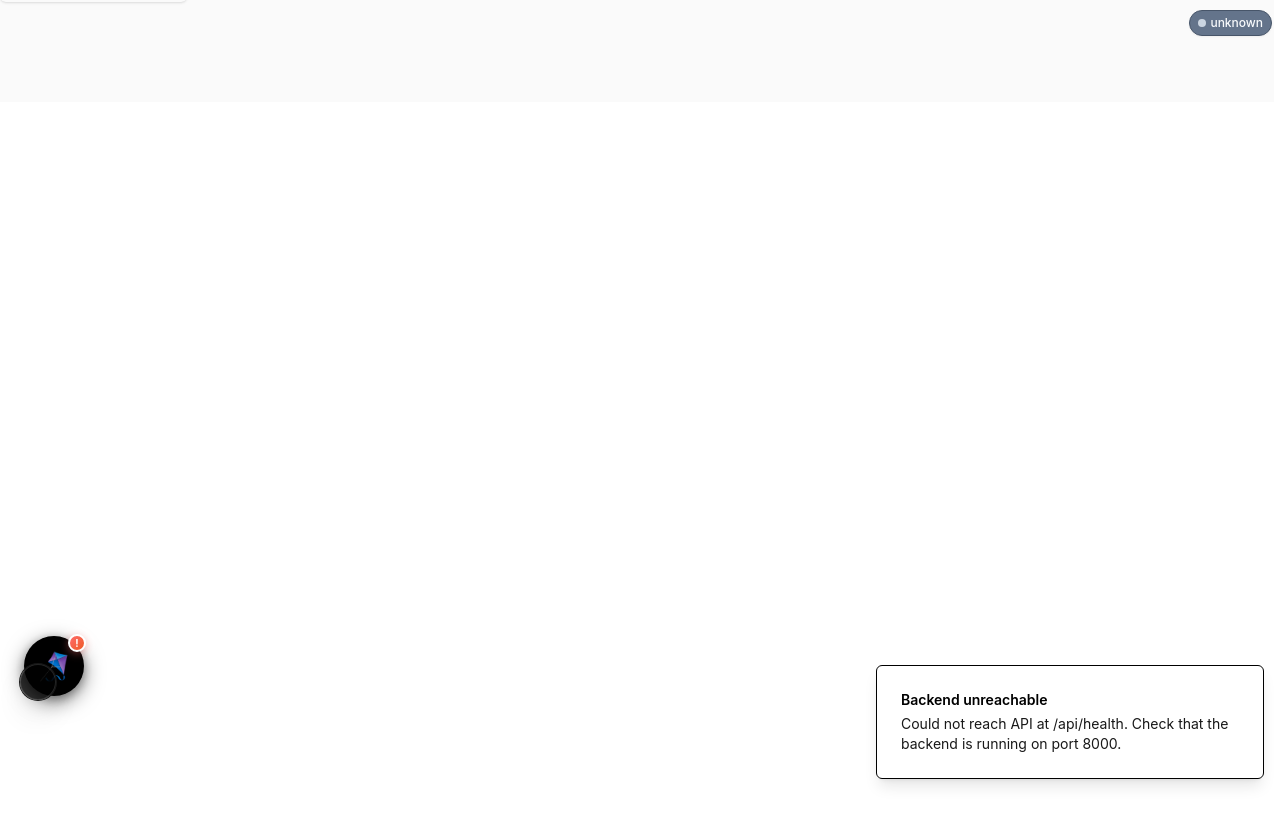 unknown
!
Backend unreachable
Could not reach API at /api/health. Check that the
backend is running on port 8000.